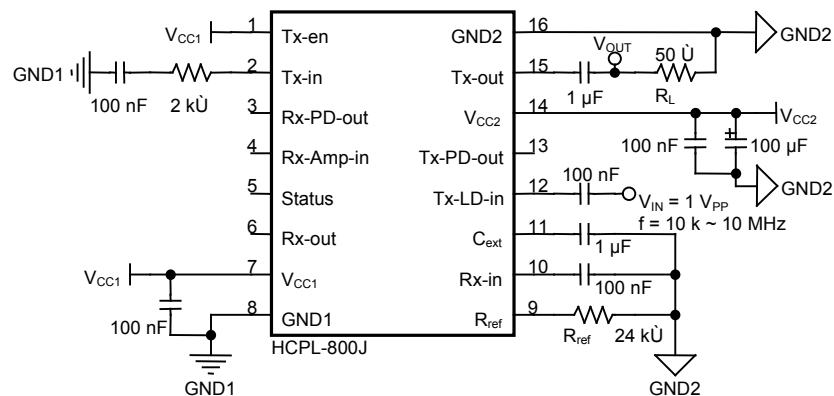 VCC1
1
Tx-en
GND2
16
GND2
GND1
100 nF
2 kÙ
2
Tx-in
Tx-out
15
1 µF
VOUT
50 Ù
RL
3
Rx-PD-out
VCC2
14
VCC2
100 nF
+
100 µF
GND2
4
Rx-Amp-in
Tx-PD-out
13
5
Status
Tx-LD-in
12
100 nF
VIN = 1 VPP
f = 10 k ~ 10 MHz
6
Rx-out
Cext
11
1 µF
VCC1
7
VCC1
Rx-in
10
100 nF
100 nF
8
GND1
Rref
9
Rref
24 kÙ
GND1
HCPL-800J
GND2